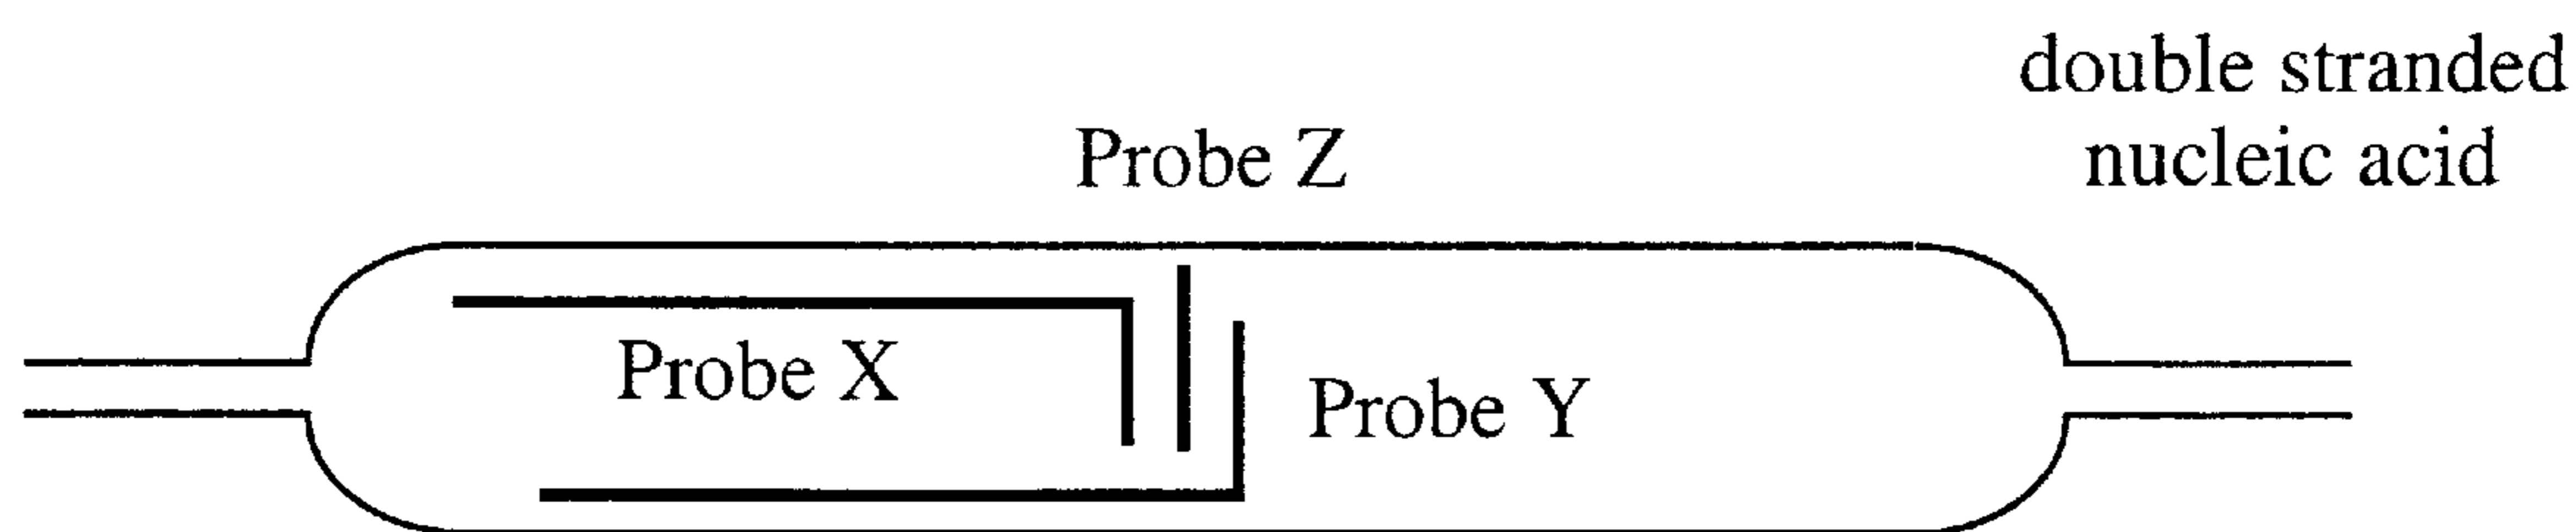 double stranded
nucleic acid
Probe Z
Probe X
Probe Y